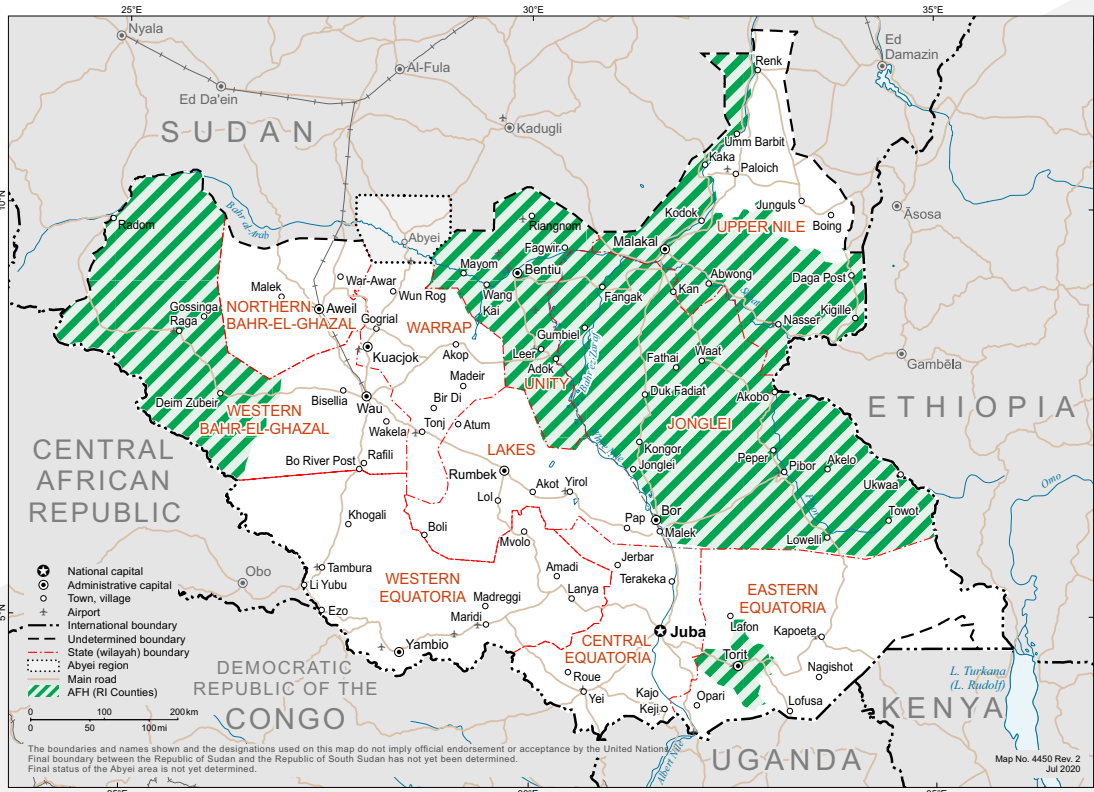 25°E
30°E
35°E
Nyala
Ed Da'ein
Al-Fula
Kadugli
Ed
Damazin
SUDAN
Renk
Umm Barbit
Kaka
Paloich
10°N
Radom
Bahr al-Arab
Abyei
Riangnom
Fagwir
Kodok
Malakal
Junguls
UPPER NILE
Boing
Āsosa
Malek
War-Awar
Wun Rog
Mayom
Bentiu
Wang
Kai
Fangak
Kan
Abwong
Sobat
Daga Post
Kigille
Nasser
Gossinga
Raga
NORTHERN
BAHR-EL-GHAZAL
Aweil
Gogrial
WARRAP
Kuacjok
Akop
Gumbiel
Leer
Adok
UNITY
Bahr ez-Zaraf
Fathai
Waat
Gambēla
Deim Zubeir
WESTERN
BAHR-EL-GHAZAL
Bisellia
Wau
Madeir
Bir Di
Wakela
Tonj
Atum
Duk Fadiat
Akobo
JONGLEI
ETHIOPIA
CENTRAL
AFRICAN
REPUBLIC
Bo River Post
Rafili
LAKES
Rumbek
Kongor
Jonglei
Peper
Pibor
Akelo
Ukwaa
Omo
Lol
Akot
Yirol
Khogali
Boli
Mvolo
Pap
Bor
Malek
Lowelli
Towot
Obo
Tambura
Li Yubu
WESTERN
EQUATORIA
Amadi
Jerbar
Terakeka
Lanya
EASTERN
EQUATORIA
5°N
Ezo
Madreggi
Maridi
Yambio
CENTRAL
EQUATORIA
Juba
Lafon
Kapoeta
Torit
Nagishot
Roue
Yei
Kajo
Keji
Opari
Lofusa
L. Turkana
(L. Rudolf)
KENYA
DEMOCRATIC
REPUBLIC OF THE
CONGO
UGANDA
Albert Nile
National capital
Administrative capital
Town, village
Airport
International boundary
Undetermined boundary
State (wilayah) boundary
Abyei region
Main road
AFH (RI Counties)
0 100 200km
0 50 100mi
The boundaries and names shown and the designations used on this map do not imply official endorsement or acceptance by the United Nations.
Final boundary between the Republic of Sudan and the Republic of South Sudan has not yet been determined.
Final status of the Abyei area is not yet determined.
Map No. 4450 Rev. 2
Jul 2020